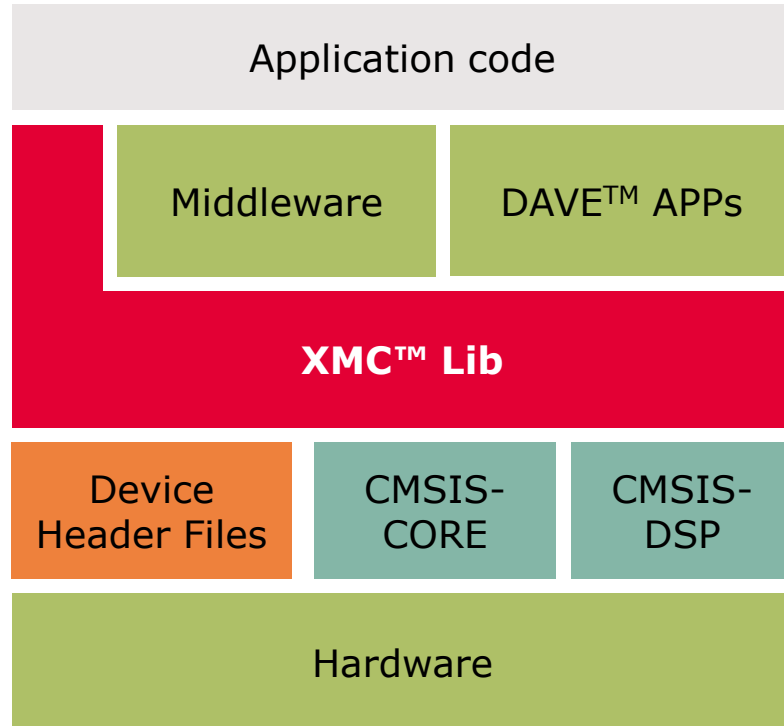 Application code
Middleware
DAVE™ APPs
XMC™ Lib
Device
Header Files
CMSIS-
CORE
CMSIS-
DSP
Hardware